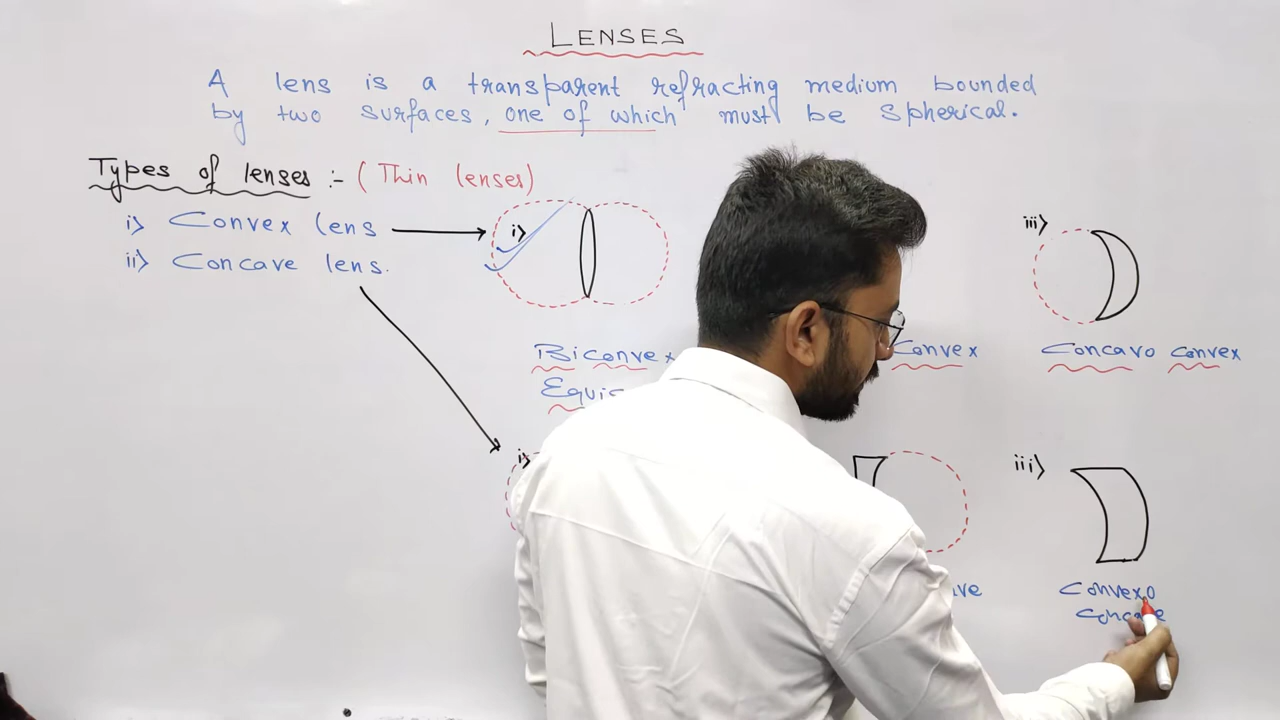 LENSES
A lens is a transparent refracting medium bounded
by two surfaces, one of which must be spherical.
Types of lenses :- (Thin lenses)
i) Convex lens
ii) Concave lens.
i)
iii)
Biconvex
Convex
Concavo Convex
i)
iii)
Convexo
Concave